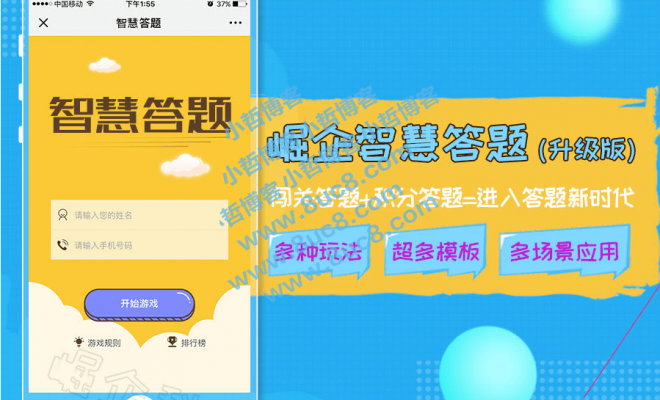 中国移动 下午1:55 37%
智慧答题
智慧答题
请输入您的姓名
请输入手机号码
开始游戏
游戏规则 排行榜
崛企智慧答题(升级版)
闯关答题+积分答题=进入答题新时代
多种玩法 超多模板 多场景应用
小哲博客
www.8uc8.com
小哲博客
www.8uc8.com
小哲博客